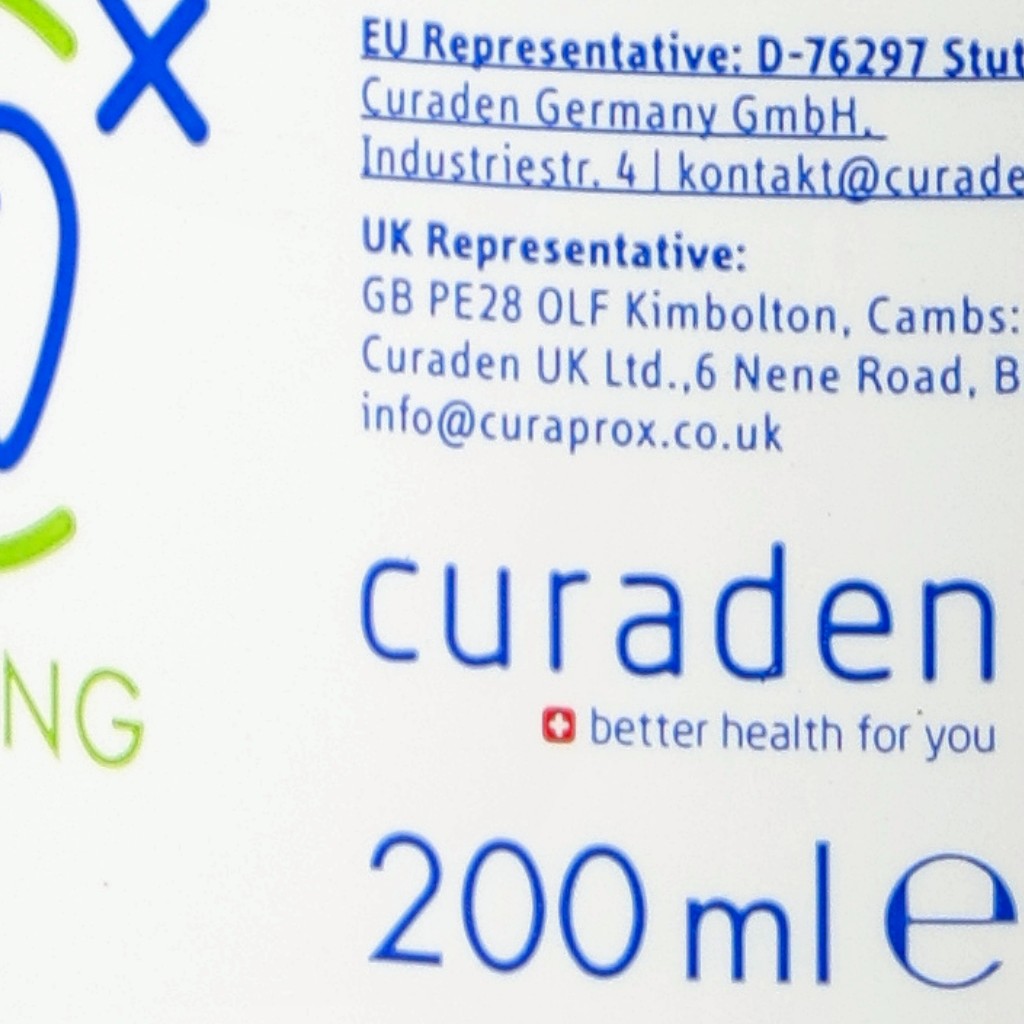 x
EU Representative: D-76297 Stut
Curaden Germany GmbH,
Industriestr. 4 | kontakt@curade
UK Representative:
GB PE28 OLF Kimbolton, Cambs:
Curaden UK Ltd.,6 Nene Road, B
info@curaprox.co.uk
curaden
NG
better health for you
200 ml e